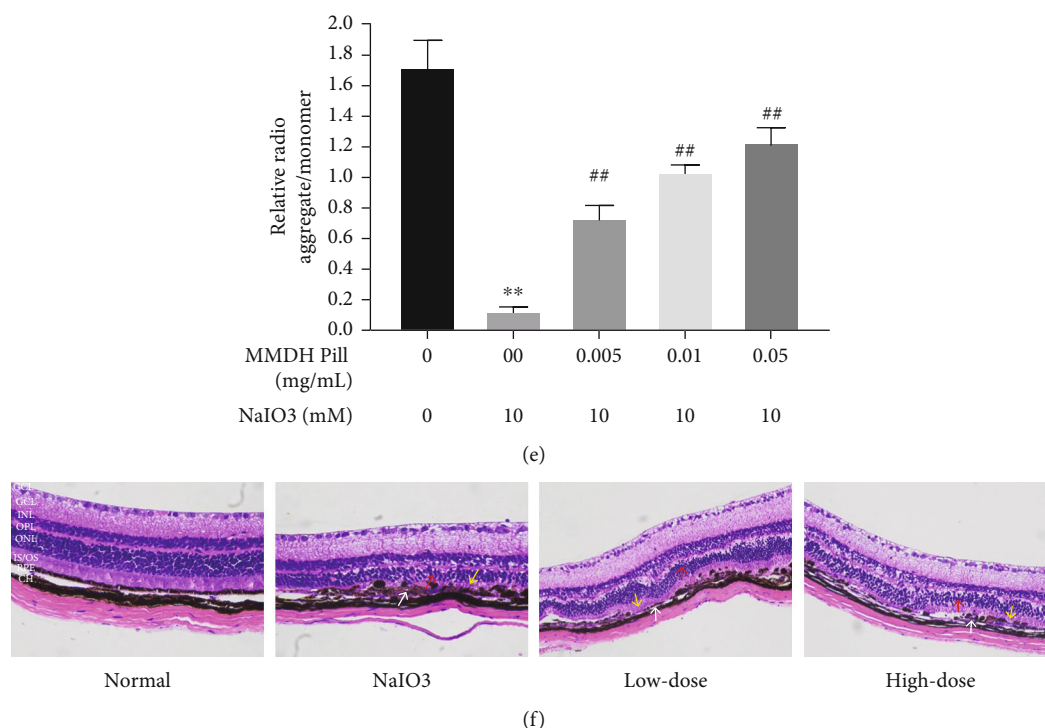 2.0
1.8
1.6
1.4
1.2
1.0
0.8
0.6
0.4
0.2
0.0
Relative radio
aggregate/monomer
**
##
##
##
MMDH Pill 0 00 0.005 0.01 0.05
(mg/mL)
NaIO3 (mM) 0 10 10 10 10
(e)
GCL
INL
OPL
ONL
IS/OS
RPE
CH
Normal NaIO3 Low-dose High-dose
(f)